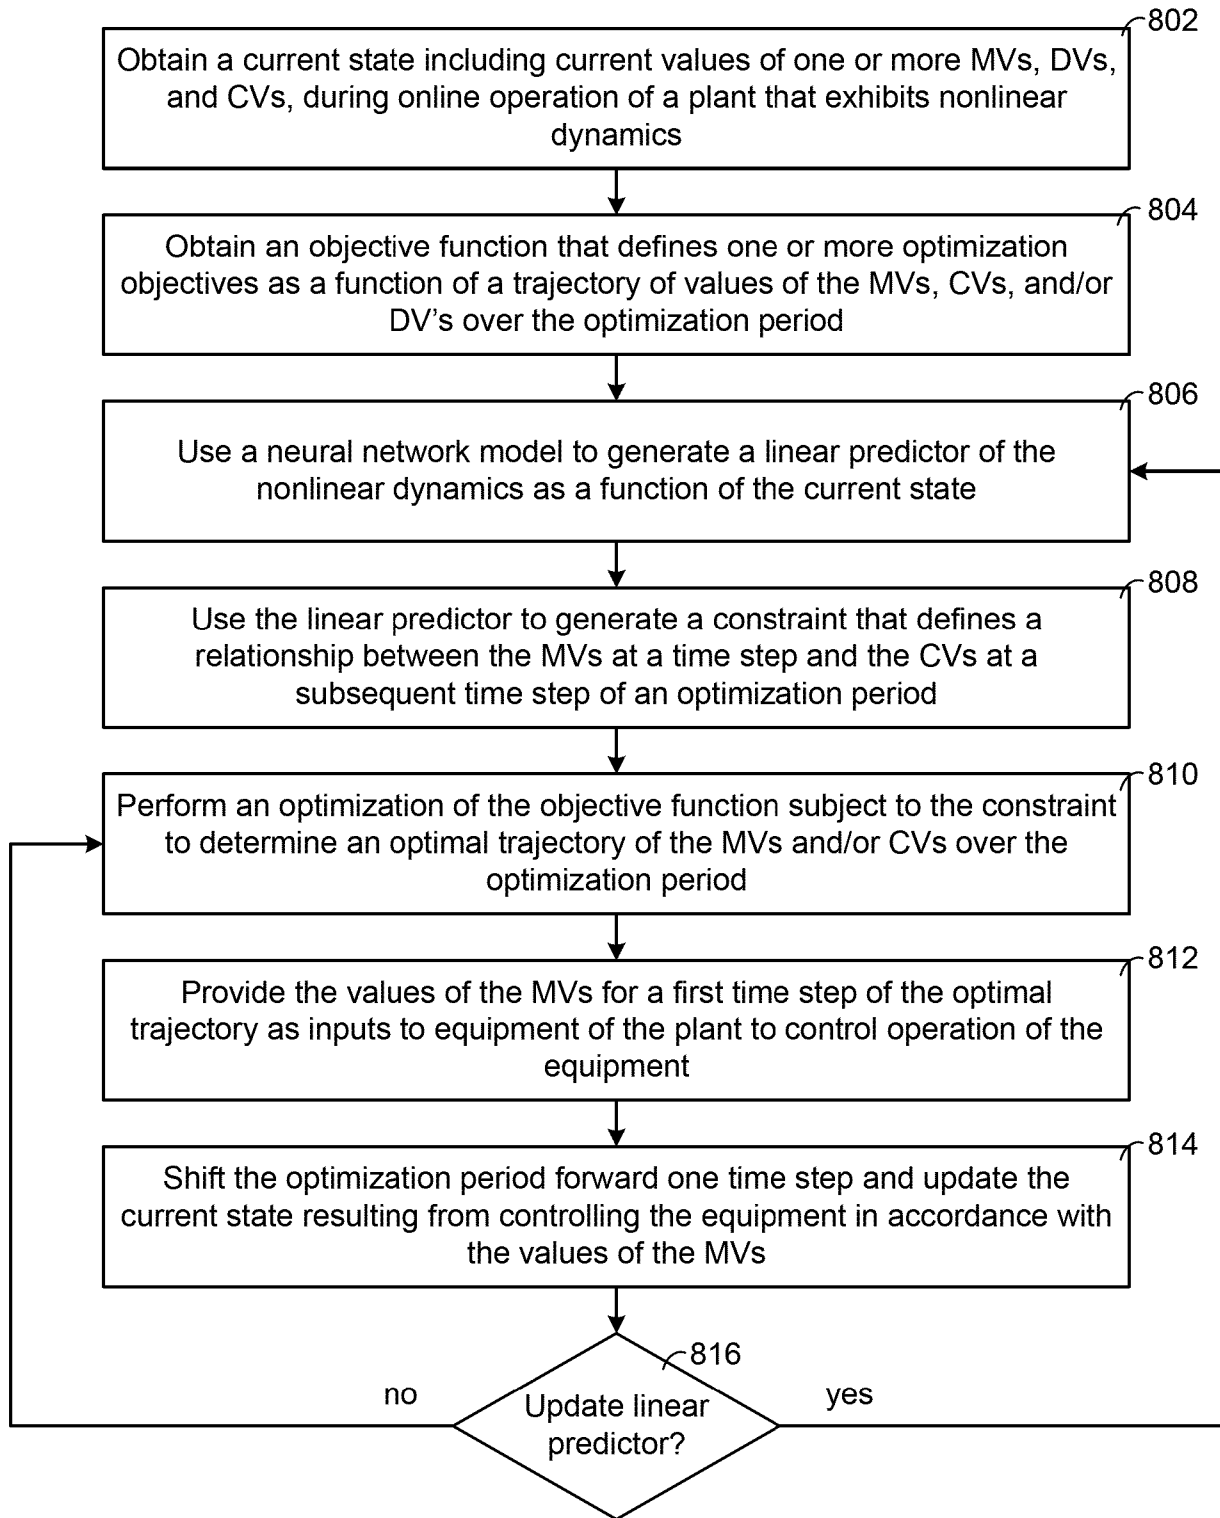 802
Obtain a current state including current values of one or more MVs, DVs,
and CVs, during online operation of a plant that exhibits nonlinear
dynamics
804
Obtain an objective function that defines one or more optimization
objectives as a function of a trajectory of values of the MVs, CVs, and/or
DV's over the optimization period
806
Use a neural network model to generate a linear predictor of the
nonlinear dynamics as a function of the current state
808
Use the linear predictor to generate a constraint that defines a
relationship between the MVs at a time step and the CVs at a
subsequent time step of an optimization period
810
Perform an optimization of the objective function subject to the constraint
to determine an optimal trajectory of the MVs and/or CVs over the
optimization period
812
Provide the values of the MVs for a first time step of the optimal
trajectory as inputs to equipment of the plant to control operation of the
equipment
814
Shift the optimization period forward one time step and update the
current state resulting from controlling the equipment in accordance with
the values of the MVs
816
no
yes
Update linear
predictor?